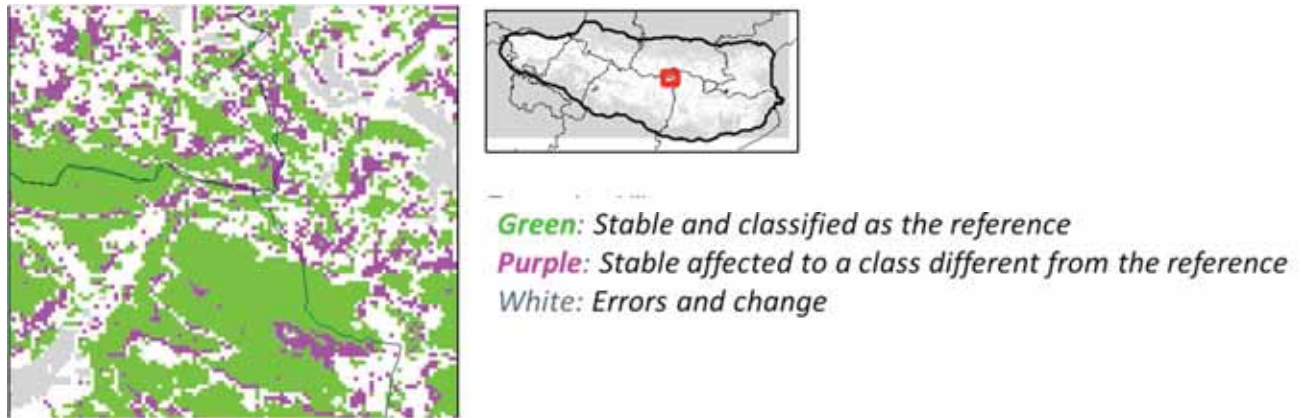 Green: Stable and classified as the reference
Purple: Stable affected to a class different from the reference
White: Errors and change